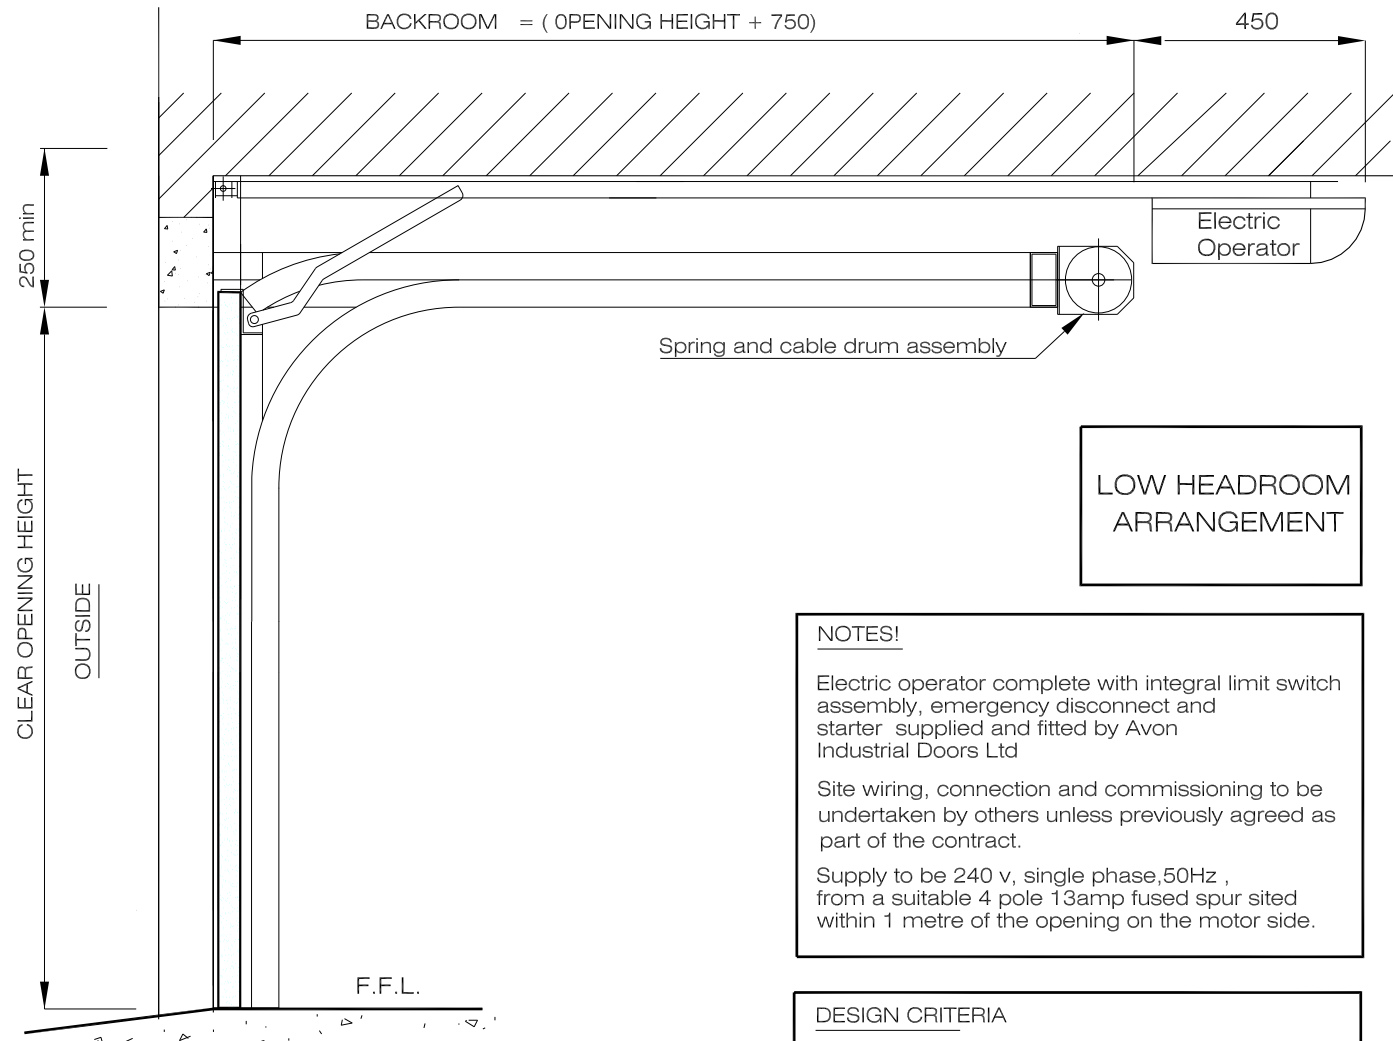 BACKROOM = ( OPENING HEIGHT + 750)
450
250 min
Electric
Operator
Spring and cable drum assembly
CLEAR OPENING HEIGHT
OUTSIDE
LOW HEADROOM
ARRANGEMENT
NOTES!
Electric operator complete with integral limit switch
assembly, emergency disconnect and
starter supplied and fitted by Avon
Industrial Doors Ltd
Site wiring, connection and commissioning to be
undertaken by others unless previously agreed as
part of the contract.
Supply to be 240 v, single phase,50Hz ,
from a suitable 4 pole 13amp fused spur sited
within 1 metre of the opening on the motor side.
F.F.L.
DESIGN CRITERIA